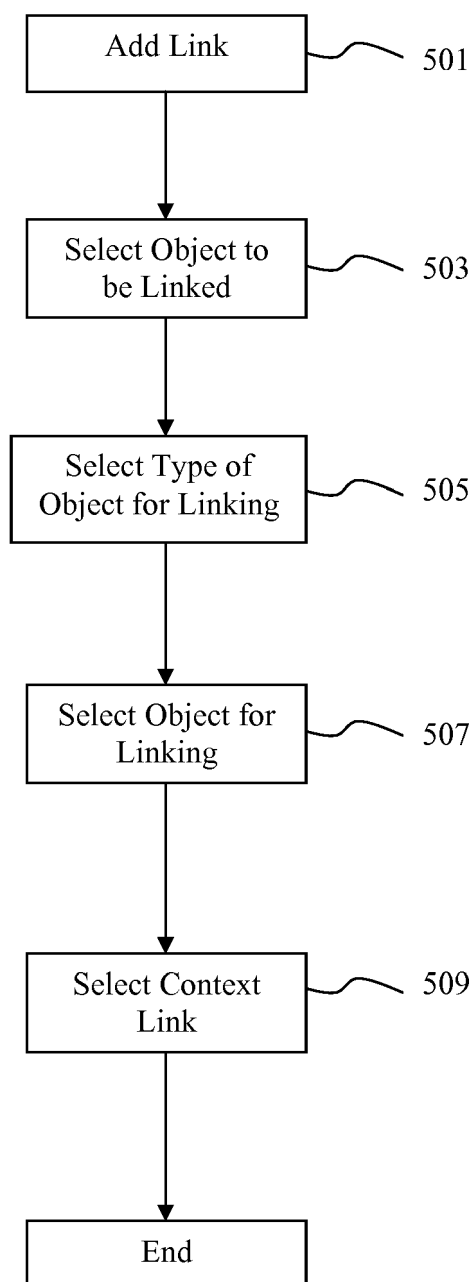 Add Link
501
Select Object to
be Linked
503
Select Type of
Object for Linking
505
Select Object for
Linking
507
Select Context
Link
509
End